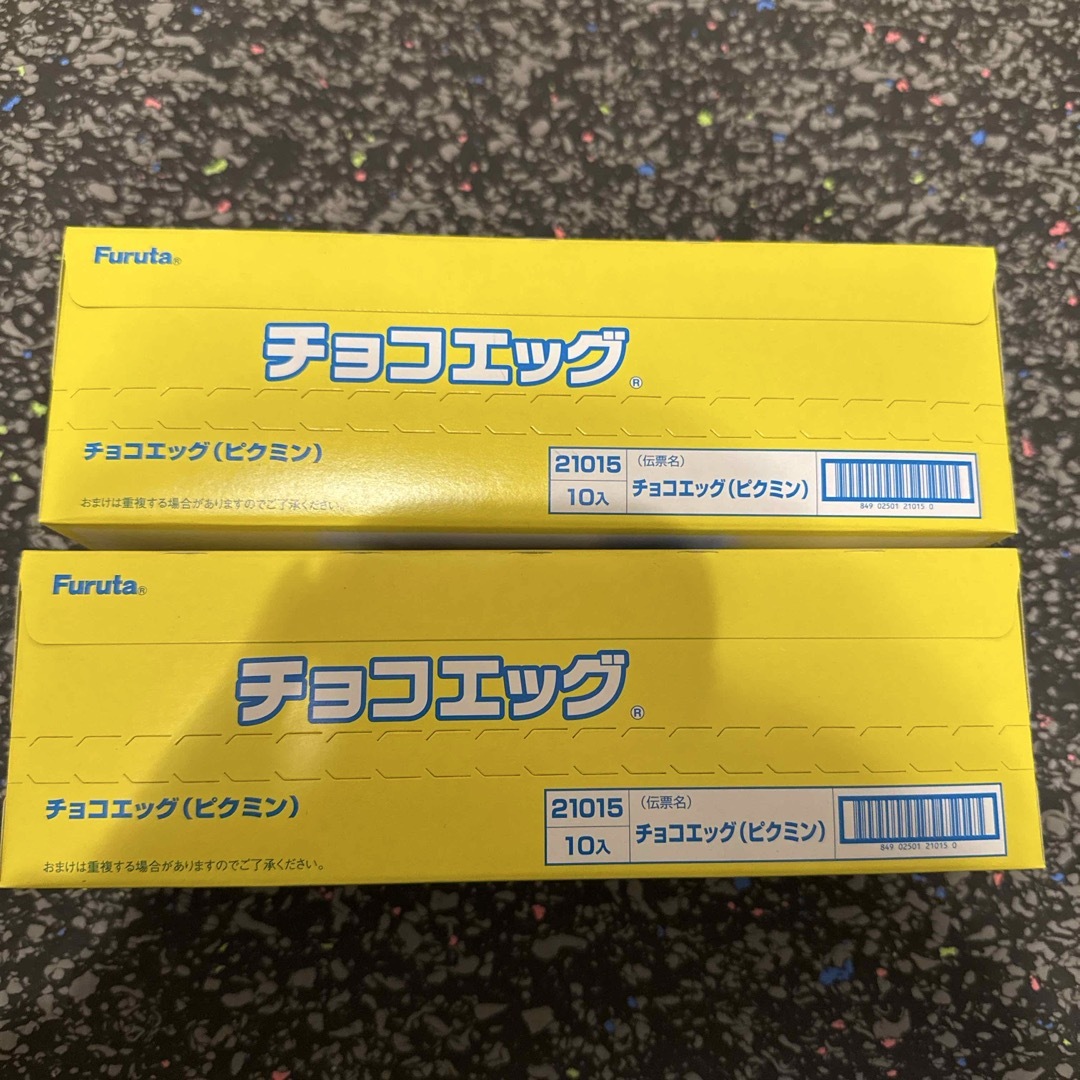 Furuta®
チョコエッグ®
チョコエッグ(ピクミン)
おまけは重複する場合がありますのでご了承ください。
21015
10入
(伝票名)
チョコエッグ(ピクミン)
849 02501 21015 0
Furuta®
チョコエッグ®
チョコエッグ(ピクミン)
おまけは重複する場合がありますのでご了承ください。
21015
10入
(伝票名)
チョコエッグ(ピクミン)
849 02501 21015 0